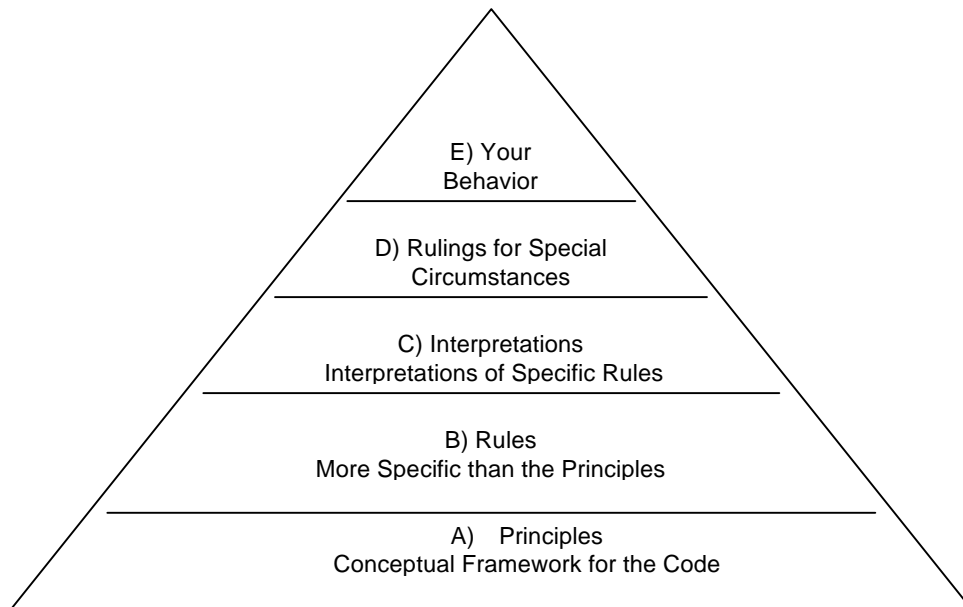 E) Your
Behavior
D) Rulings for Special
Circumstances
C) Interpretations
Interpretations of Specific Rules
B) Rules
More Specific than the Principles
A) Principles
Conceptual Framework for the Code